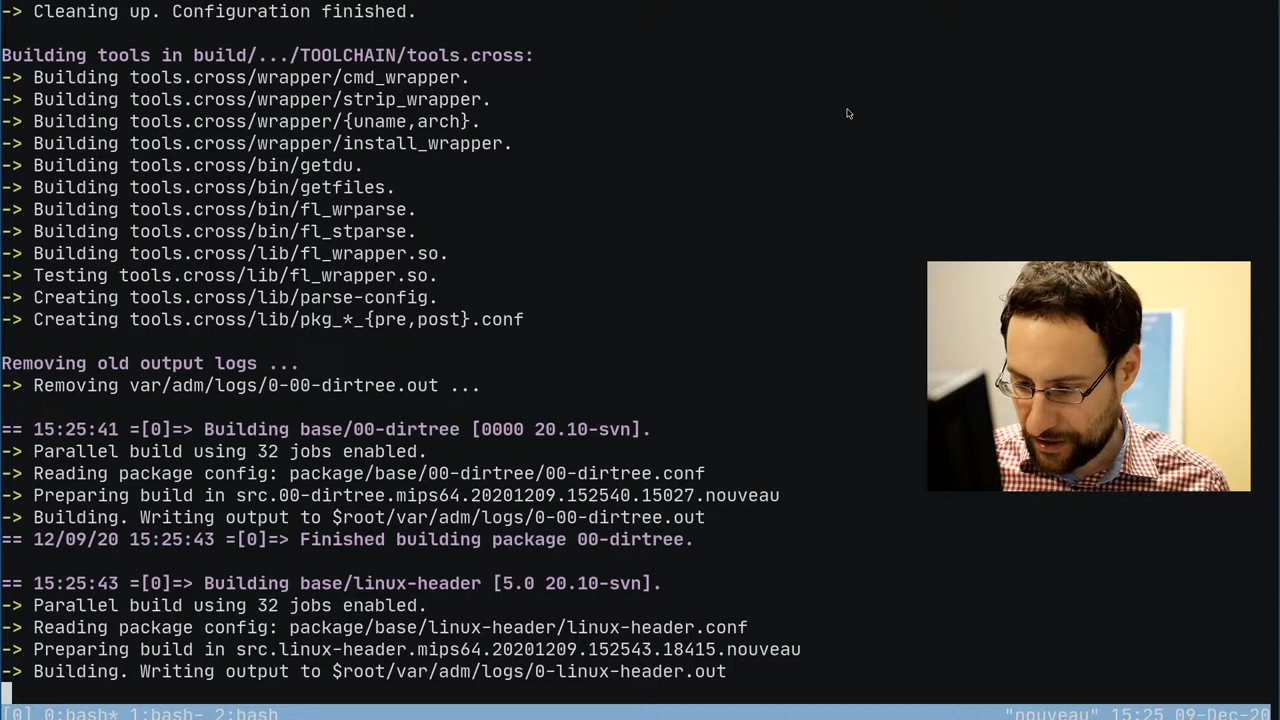 -> Cleaning up. Configuration finished.
Building tools in build/.../TOOLCHAIN/tools.cross:
-> Building tools.cross/wrapper/cmd_wrapper.
-> Building tools.cross/wrapper/strip_wrapper.
-> Building tools.cross/wrapper/{uname,arch}.
-> Building tools.cross/wrapper/install_wrapper.
-> Building tools.cross/bin/getdu.
-> Building tools.cross/bin/getfiles.
-> Building tools.cross/bin/fl_wrparse.
-> Building tools.cross/bin/fl_stparse.
-> Building tools.cross/lib/fl_wrapper.so.
-> Testing tools.cross/lib/fl_wrapper.so.
-> Creating tools.cross/lib/parse-config.
-> Creating tools.cross/lib/pkg_*_{pre,post}.conf
Removing old output logs ...
-> Removing var/adm/logs/0-00-dirtree.out ...
== 15:25:41 =[0]=> Building base/00-dirtree [0000 20.10-svn].
-> Parallel build using 32 jobs enabled.
-> Reading package config: package/base/00-dirtree/00-dirtree.conf
-> Preparing build in src.00-dirtree.mips64.20201209.152540.15027.nouveau
-> Building. Writing output to $root/var/adm/logs/0-00-dirtree.out
== 12/09/20 15:25:43 =[0]=> Finished building package 00-dirtree.
== 15:25:43 =[0]=> Building base/linux-header [5.0 20.10-svn].
-> Parallel build using 32 jobs enabled.
-> Reading package config: package/base/linux-header/linux-header.conf
-> Preparing build in src.linux-header.mips64.20201209.152543.18415.nouveau
-> Building. Writing output to $root/var/adm/logs/0-linux-header.out
[0] 0:bash* 1:bash- 2:bash "nouveau" 15:25 09-Dec-20